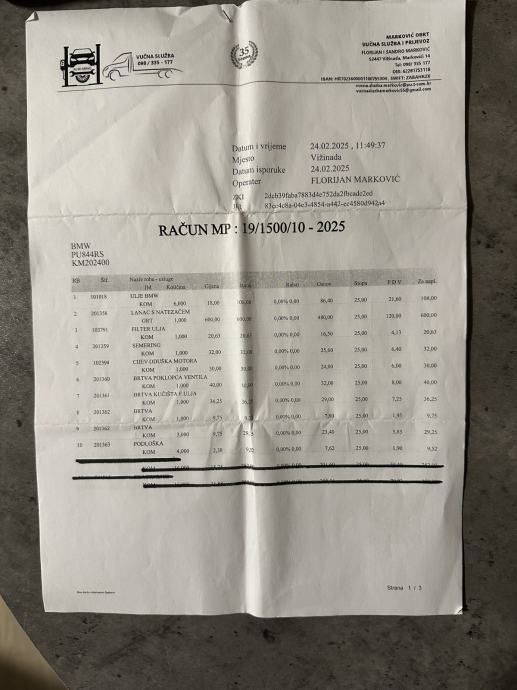 VUČNA SLUŽBA
098 / 335 - 177
35
MARKOVIĆ OBRT
VUČNA SLUŽBA I PRIJEVOZ
FLORIJAN I SANDRO MARKOVIĆ
52447 Vižinada, Markovići 14
Tel: 098/ 335 177
vucnasluzbamarkovic55@gmail.com
Datum i vrijeme 24.02.2025 , 11:49:37
Mjesto Vižinada
Datum isporuke 24.02.2025
Operater FLORIJAN MARKOVIĆ
ZKI
RAČUN MP : 19/1500/10 - 2025
BMW
PU844RS
KM202400
RB Šif. Naziv robe - usluge
JM Količina Cijena Rabat Osnov Stopa P D V Za napl.
1 101018 ULJE BMW
KOM 6,000 18,00 108,00 0,00% 0,00 86,40 25,00 21,60 108,00
2 201358 LANAC S NATEZAČEM
GRT 1,000 600,00 600,00 0,00% 0,00 480,00 25,00 120,00 600,00
3 103791 FILTER ULJA
KOM 1,000 20,63 20,63 0,00% 0,00 16,50 25,00 4,13 20,63
4 201359 SEMERING
KOM 1,000 32,00 32,00 0,00% 0,00 25,60 25,00 6,40 32,00
5 102594 CIJEV ODUŠKA MOTORA
KOM 1,000 30,00 30,00 0,00% 0,00 24,00 25,00 6,00 30,00
6 201360 BRTVA POKLOPCA VENTILA
KOM 1,000 40,00 0,00% 0,00 32,00 25,00 8,00 40,00
7 201361 BRTVA KUČIŠTA F.ULJA
KOM 1,000 36,25 36,25 0,00% 0,00 29,00 25,00 7,25 36,25
8 201362 BRTVA
KOM 1,000 9,75 9,75 0,00% 0,00 7,80 25,00 1,95 9,75
9 201362 BRTVA
KOM 3,000 9,75 29,25 0,00% 0,00 23,40 25,00 5,85 29,25
10 201363 PODLOŠKA
KOM 4,000 2,38 9,52 0,00% 0,00 7,62 25,00 1,90 9,52
Strana 1 / 3